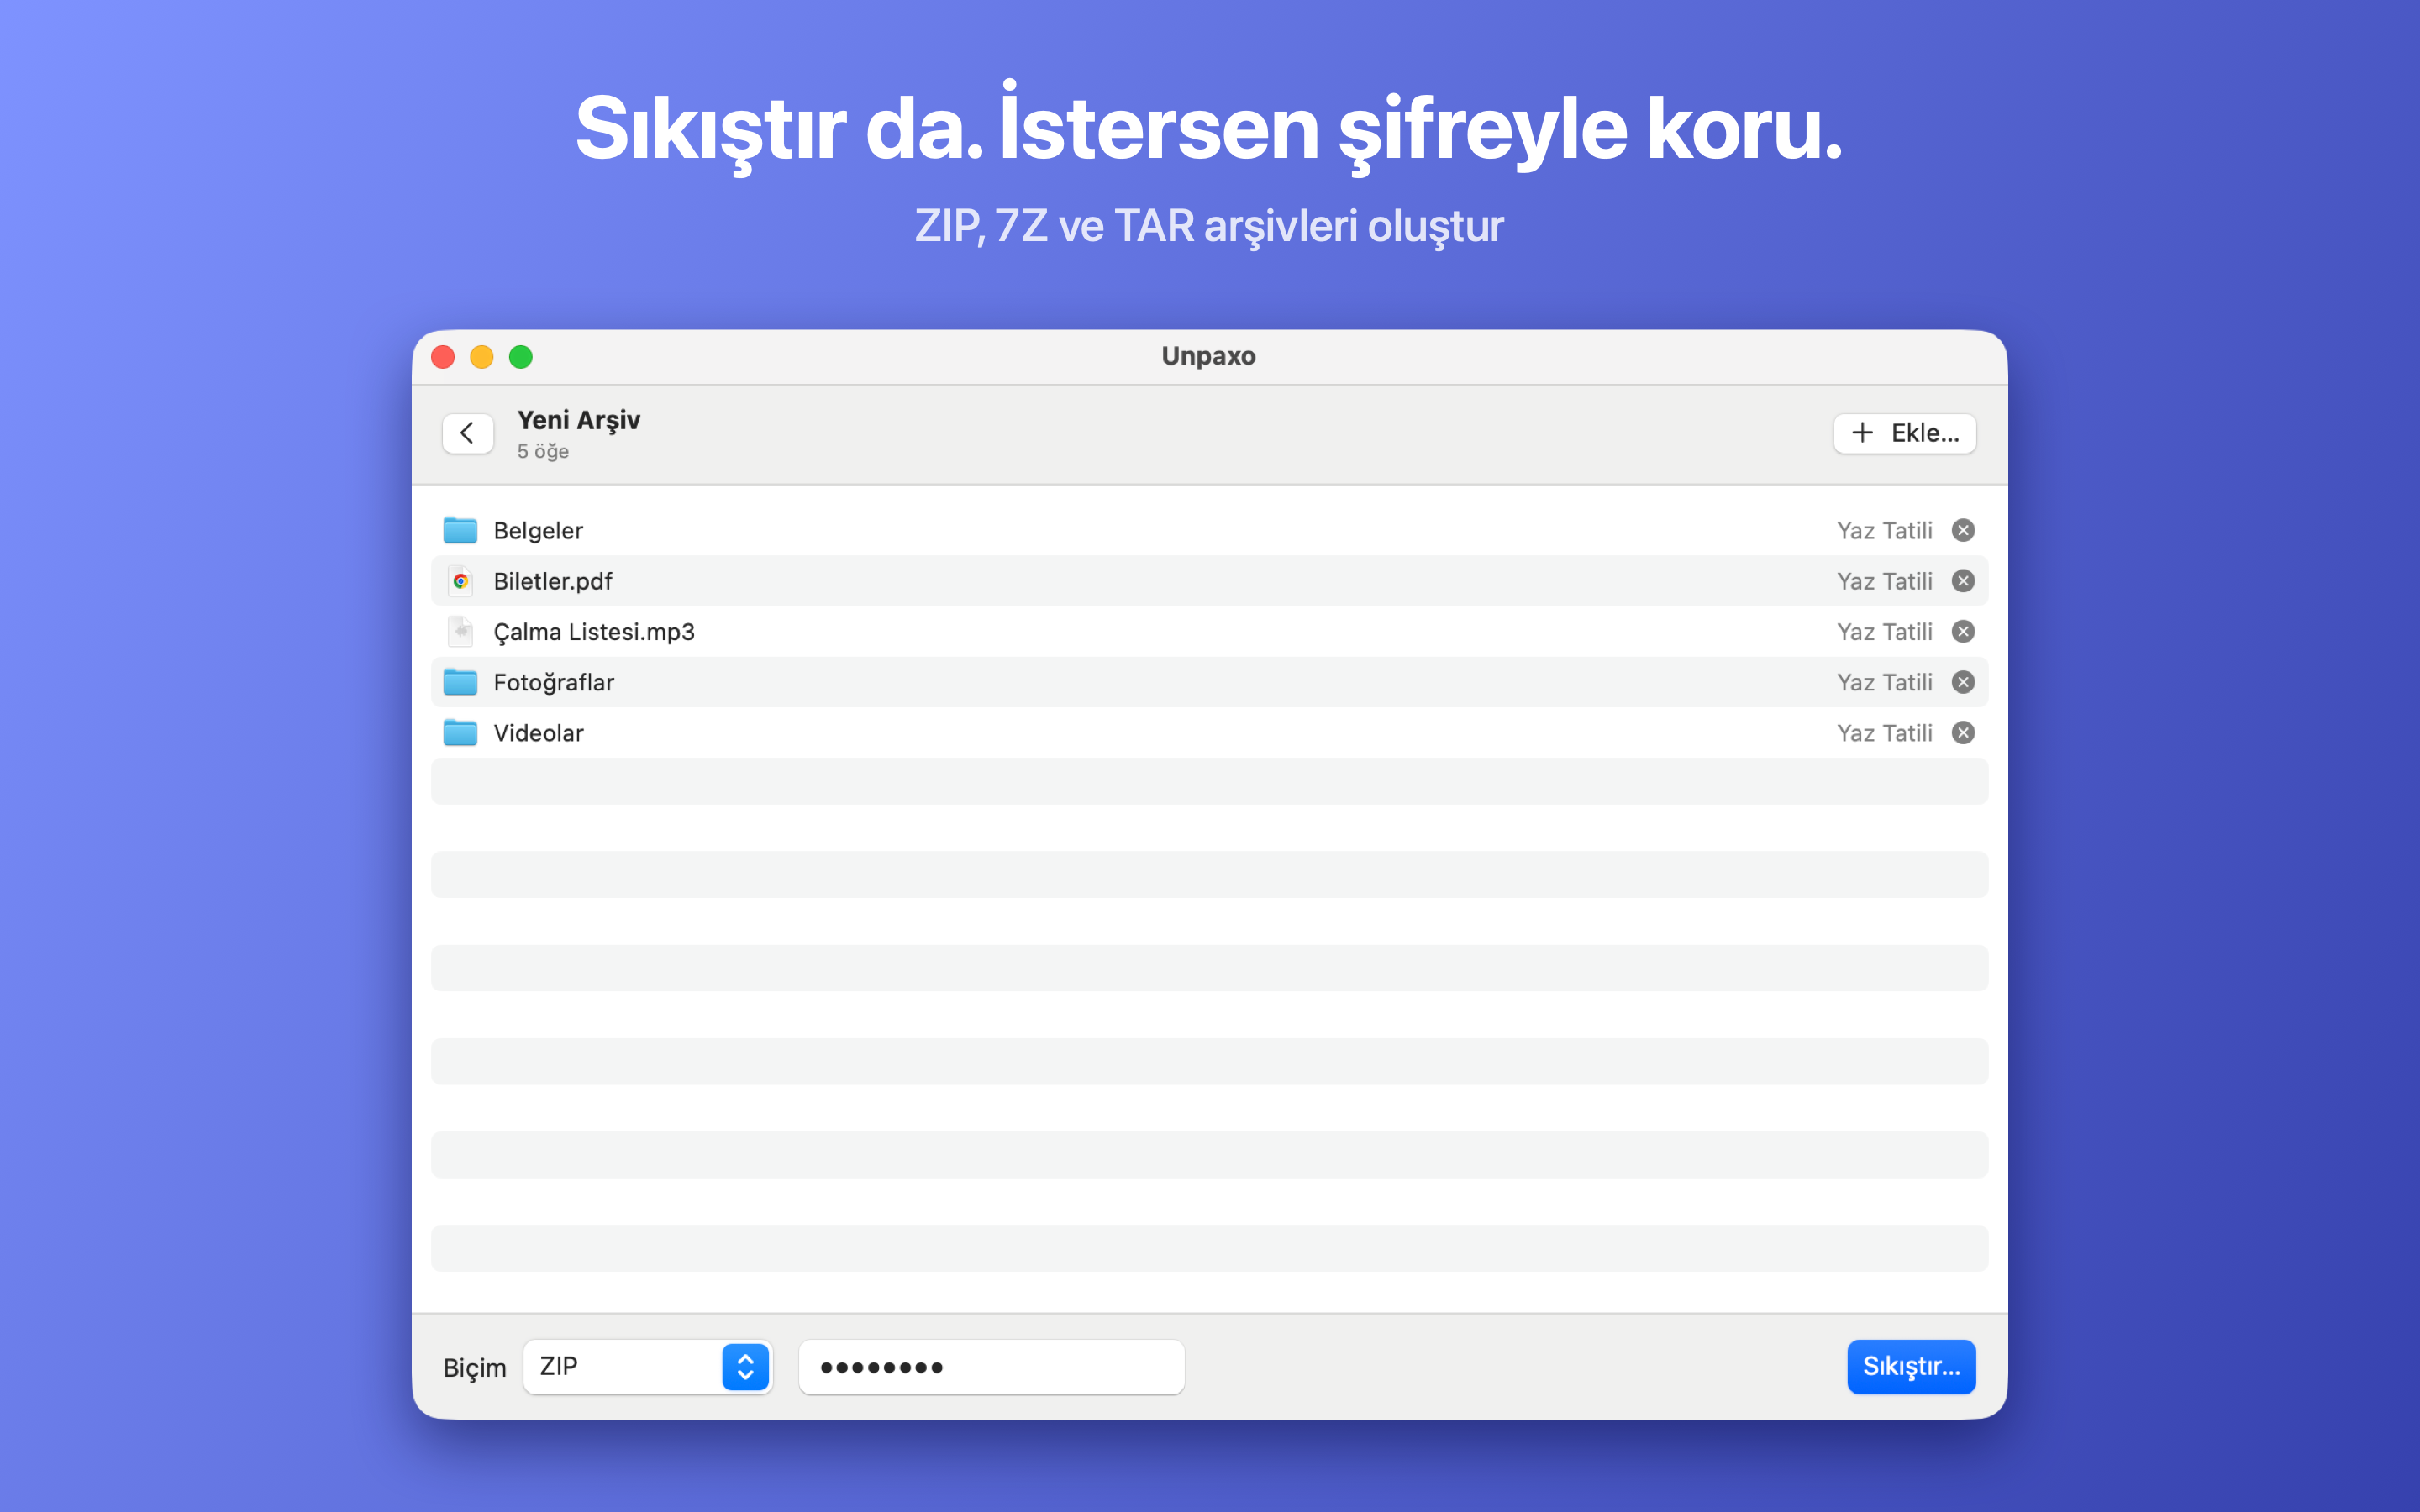 Sıkıştır da. İstersen şifreyle koru.
ZIP, 7Z ve TAR arşivleri oluştur
Unpaxo
Yeni Arşiv
5 öğe
Ekle...
Belgeler Yaz Tatili
Biletler.pdf Yaz Tatili
Çalma Listesi.mp3 Yaz Tatili
Fotoğraflar Yaz Tatili
Videolar Yaz Tatili
Biçim ZIP •••••••• Sıkıştır...